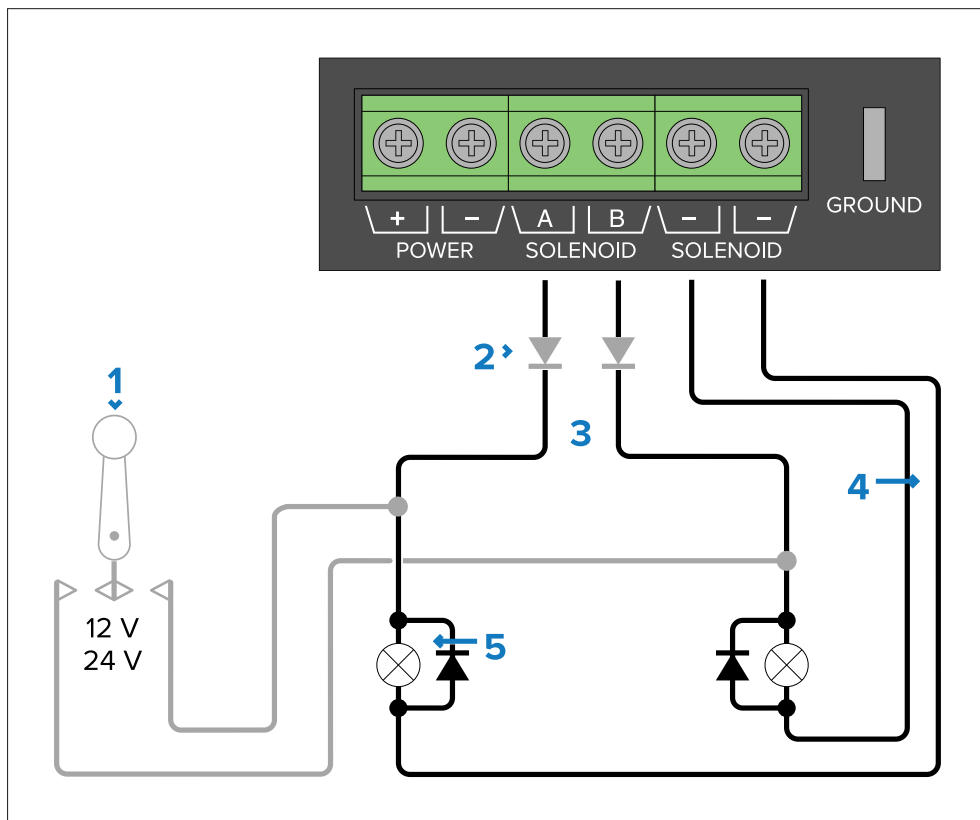 + − A B − −
POWER SOLENOID SOLENOID
GROUND
1
2
3
4
5
12 V
24 V